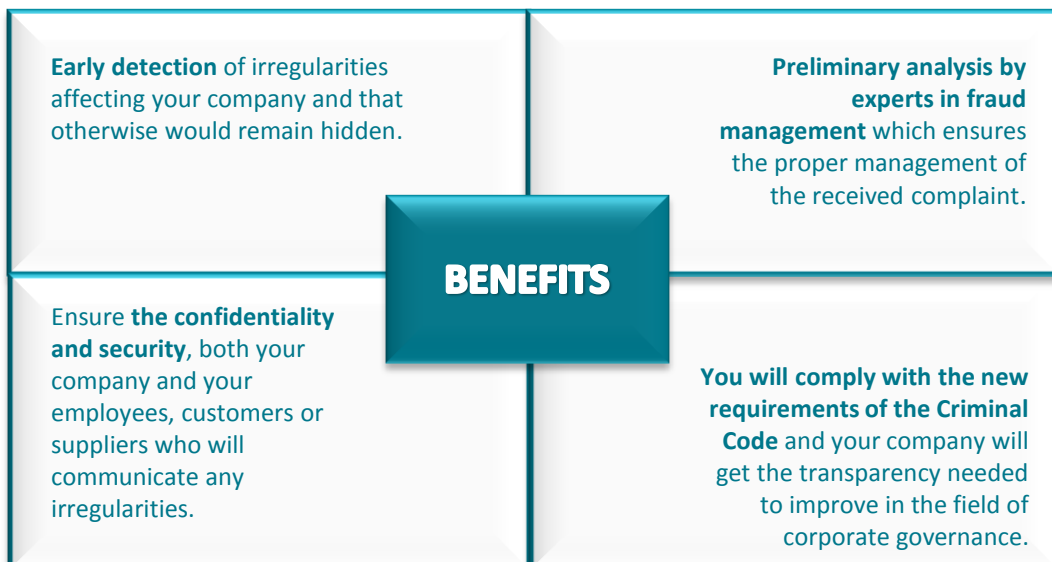 Early detection of irregularities
affecting your company and that
otherwise would remain hidden.
Preliminary analysis by
experts in fraud
management which ensures
the proper management of
the received complaint.
BENEFITS
Ensure the confidentiality
and security, both your
company and your
employees, customers or
suppliers who will
communicate any
irregularities.
You will comply with the new
requirements of the Criminal
Code and your company will
get the transparency needed
to improve in the field of
corporate governance.